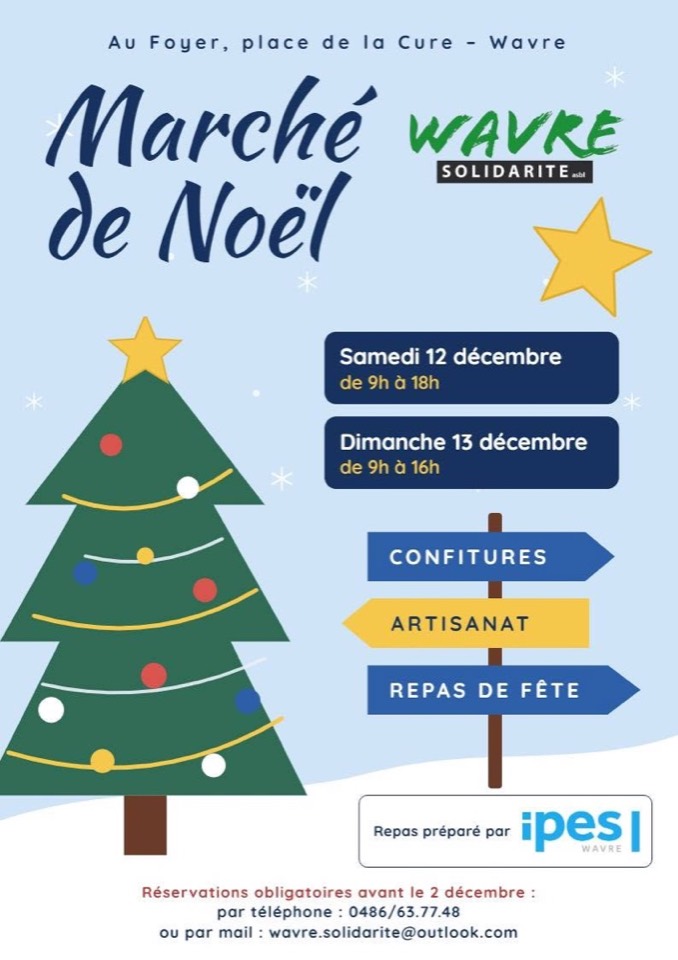 Au Foyer, place de la Cure – Wavre
Marché
de Noël
WAVRE
SOLIDARITE asbl
Samedi 12 décembre
de 9h à 18h
Dimanche 13 décembre
de 9h à 16h
CONFITURES
ARTISANAT
REPAS DE FÊTE
Repas préparé par ipes
WAVRE
Réservations obligatoires avant le 2 décembre :
par téléphone : 0486/63.77.48
ou par mail : wavre.solidarite@outlook.com